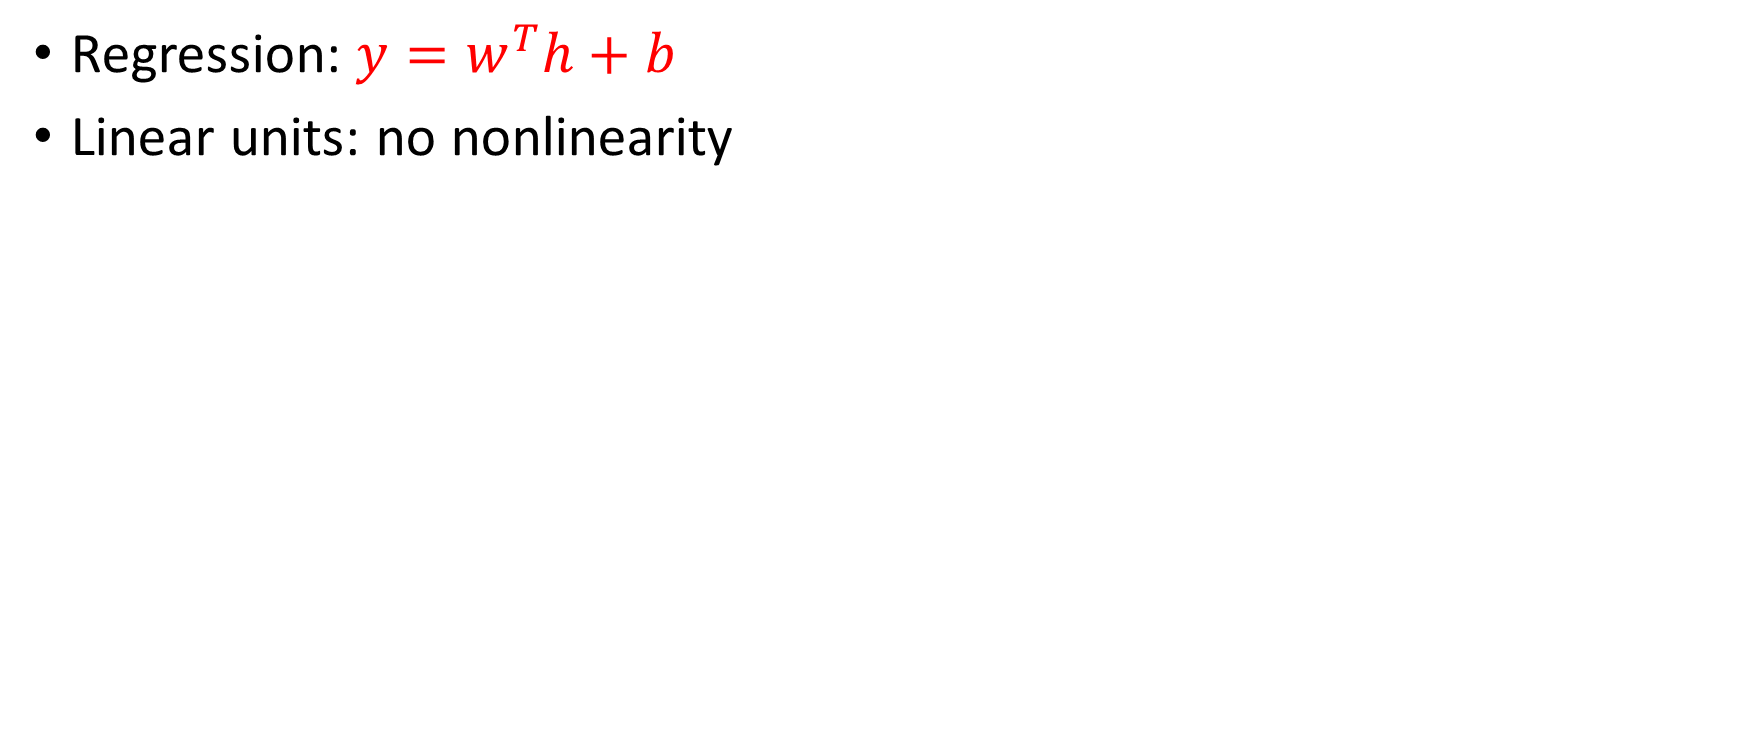 • Regression: $y = w^T h + b$
• Linear units: no nonlinearity